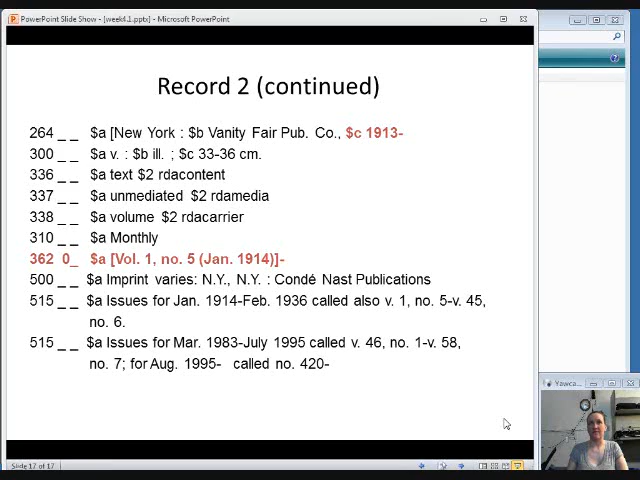 PowerPoint Slide Show - [week4.1.pptx] - Microsoft PowerPoint
Record 2 (continued)
264 _ _ $a [New York : $b Vanity Fair Pub. Co., $c 1913-
300 _ _ $a v. : $b ill. ; $c 33-36 cm.
336 _ _ $a text $2 rdacontent
337 _ _ $a unmediated $2 rdamedia
338 _ _ $a volume $2 rdacarrier
310 _ _ $a Monthly
362 0_ $a [Vol. 1, no. 5 (Jan. 1914)]-
500 _ _ $a Imprint varies: N.Y., N.Y. : Condé Nast Publications
515 _ _ $a Issues for Jan. 1914-Feb. 1936 called also v. 1, no. 5-v. 45,
no. 6.
515 _ _ $a Issues for Mar. 1983-July 1995 called v. 46, no. 1-v. 58,
no. 7; for Aug. 1995- called no. 420-
Yawca...
Slide 17 of 17